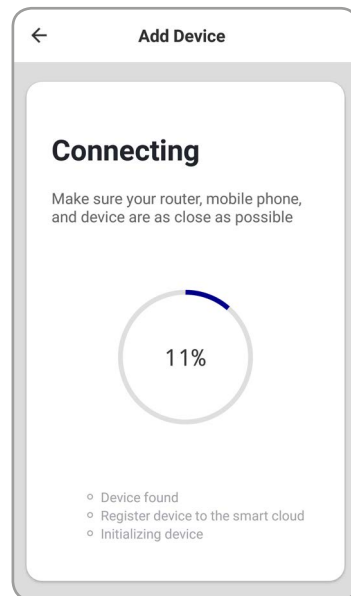 Add Device
Connecting
Make sure your router, mobile phone,
and device are as close as possible
11%
Device found
Register device to the smart cloud
Initializing device